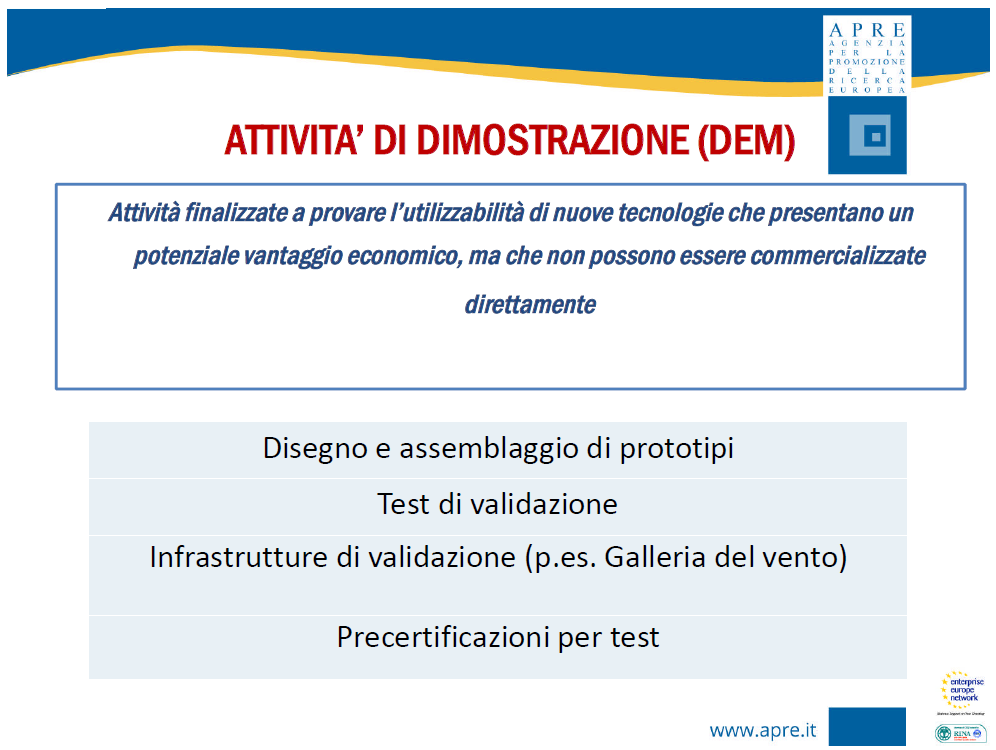 APRE
AGENZIA
PER LA
PROMOZIONE
DELLA
RICERCA
EUROPEA
ATTIVITA’ DI DIMOSTRAZIONE (DEM)
Attività finalizzate a provare l’utilizzabilità di nuove tecnologie che presentano un
potenziale vantaggio economico, ma che non possono essere commercializzate
direttamente
Disegno e assemblaggio di prototipi
Test di validazione
Infrastrutture di validazione (p.es. Galleria del vento)
Precertificazioni per test
enterprise
europe
network
www.apre.it
RINA